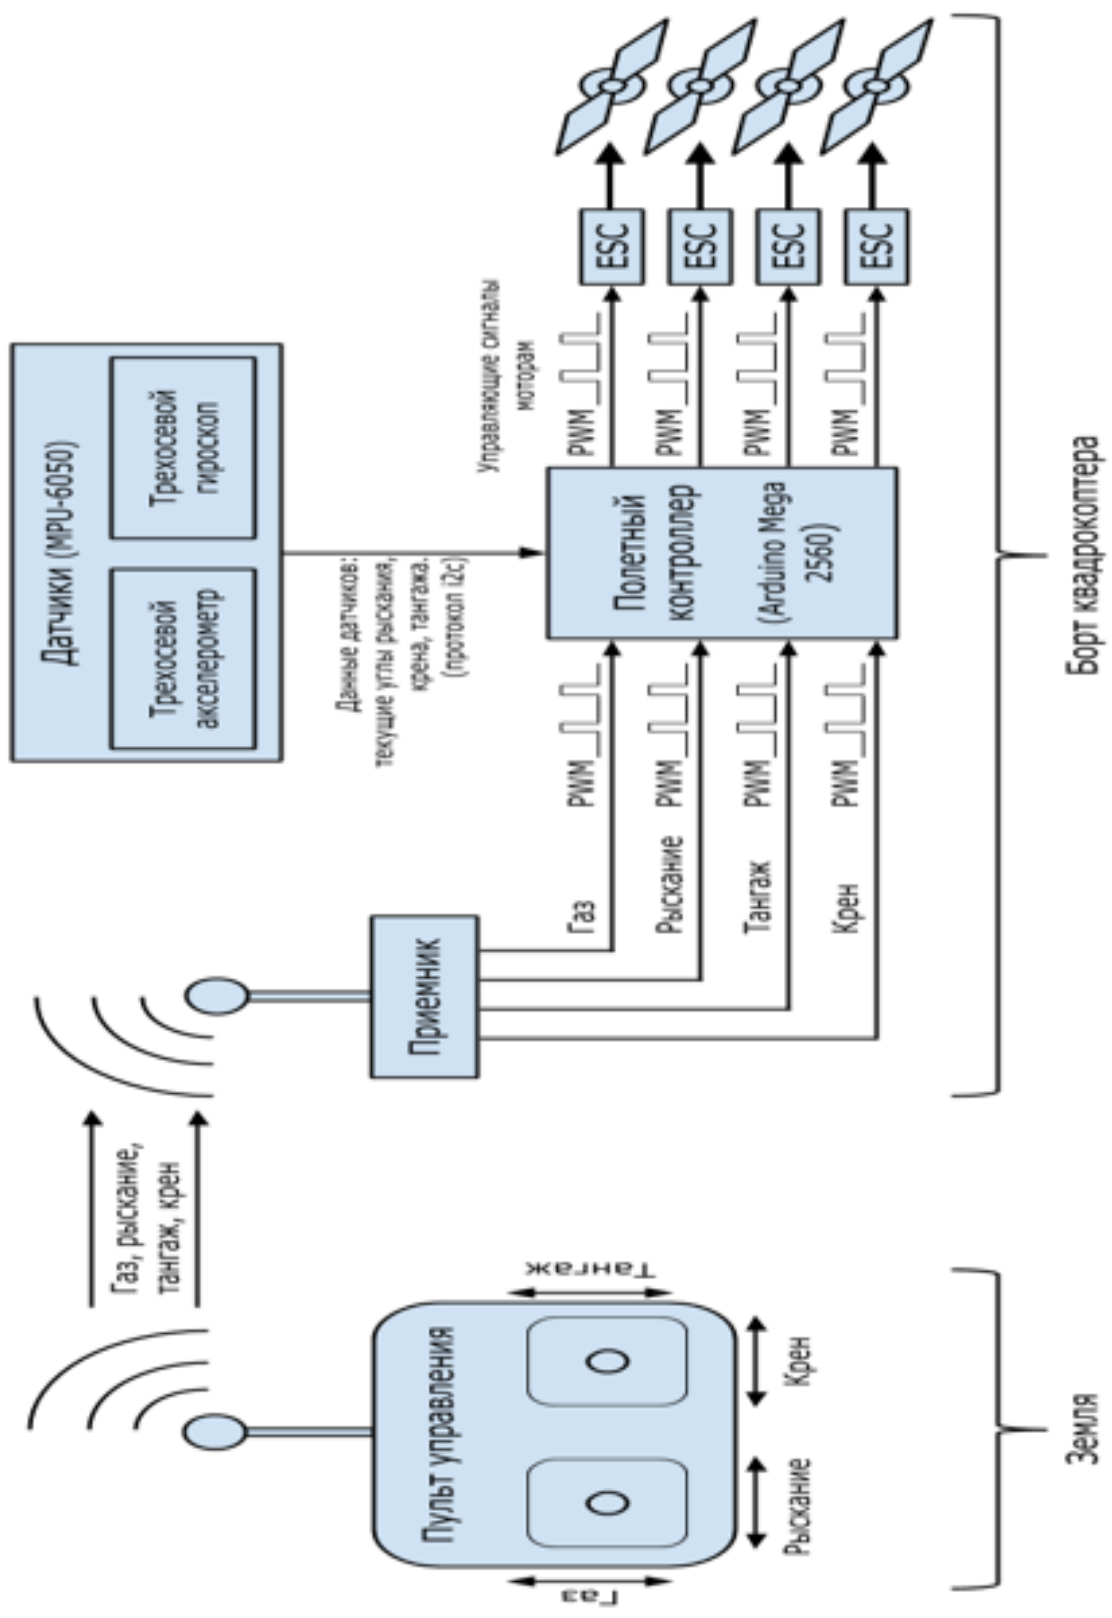 Газ
Пульт управления
Тангаж
Рыскание
Крен
Земля
Газ, рыскание,
тангаж, крен
Приемник
Газ
PWM
Рыскание
PWM
Тангаж
PWM
Крен
PWM
Датчики (MPU-6050)
Трехосевой
акселерометр
Трехосевой
гироскоп
Данные датчиков:
текущие углы рыскания,
крена, тангажа.
(протокол i2c)
Полетный
контроллер
(Arduino Mega
2560)
Управляющие сигналы
моторам
PWM
ESC
PWM
ESC
PWM
ESC
PWM
ESC
Борт квадрокоптера